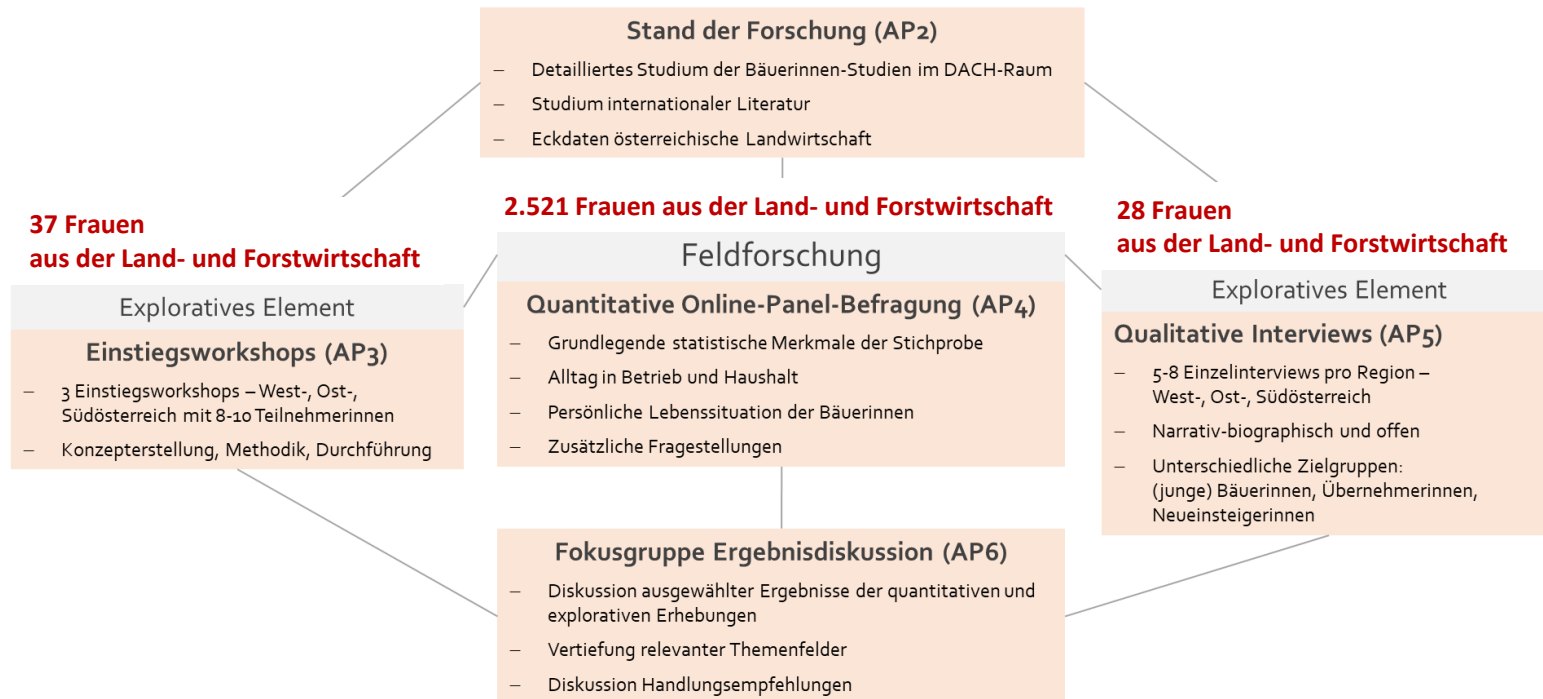 Stand der Forschung (AP2)
– Detailliertes Studium der Bäuerinnen-Studien im DACH-Raum
– Studium internationaler Literatur
– Eckdaten österreichische Landwirtschaft
37 Frauen
aus der Land- und Forstwirtschaft
Exploratives Element
Einstiegsworkshops (AP3)
– 3 Einstiegsworkshops – West-, Ost-,
Südösterreich mit 8-10 Teilnehmerinnen
– Konzepterstellung, Methodik, Durchführung
2.521 Frauen aus der Land- und Forstwirtschaft
Feldforschung
Quantitative Online-Panel-Befragung (AP4)
– Grundlegende statistische Merkmale der Stichprobe
– Alltag in Betrieb und Haushalt
– Persönliche Lebenssituation der Bäuerinnen
– Zusätzliche Fragestellungen
28 Frauen
aus der Land- und Forstwirtschaft
Exploratives Element
Qualitative Interviews (AP5)
– 5-8 Einzelinterviews pro Region –
West-, Ost-, Südösterreich
– Narrativ-biographisch und offen
– Unterschiedliche Zielgruppen:
(junge) Bäuerinnen, Übernehmerinnen,
Neueinsteigerinnen
Fokusgruppe Ergebnisdiskussion (AP6)
– Diskussion ausgewählter Ergebnisse der quantitativen und
explorativen Erhebungen
– Vertiefung relevanter Themenfelder
– Diskussion Handlungsempfehlungen